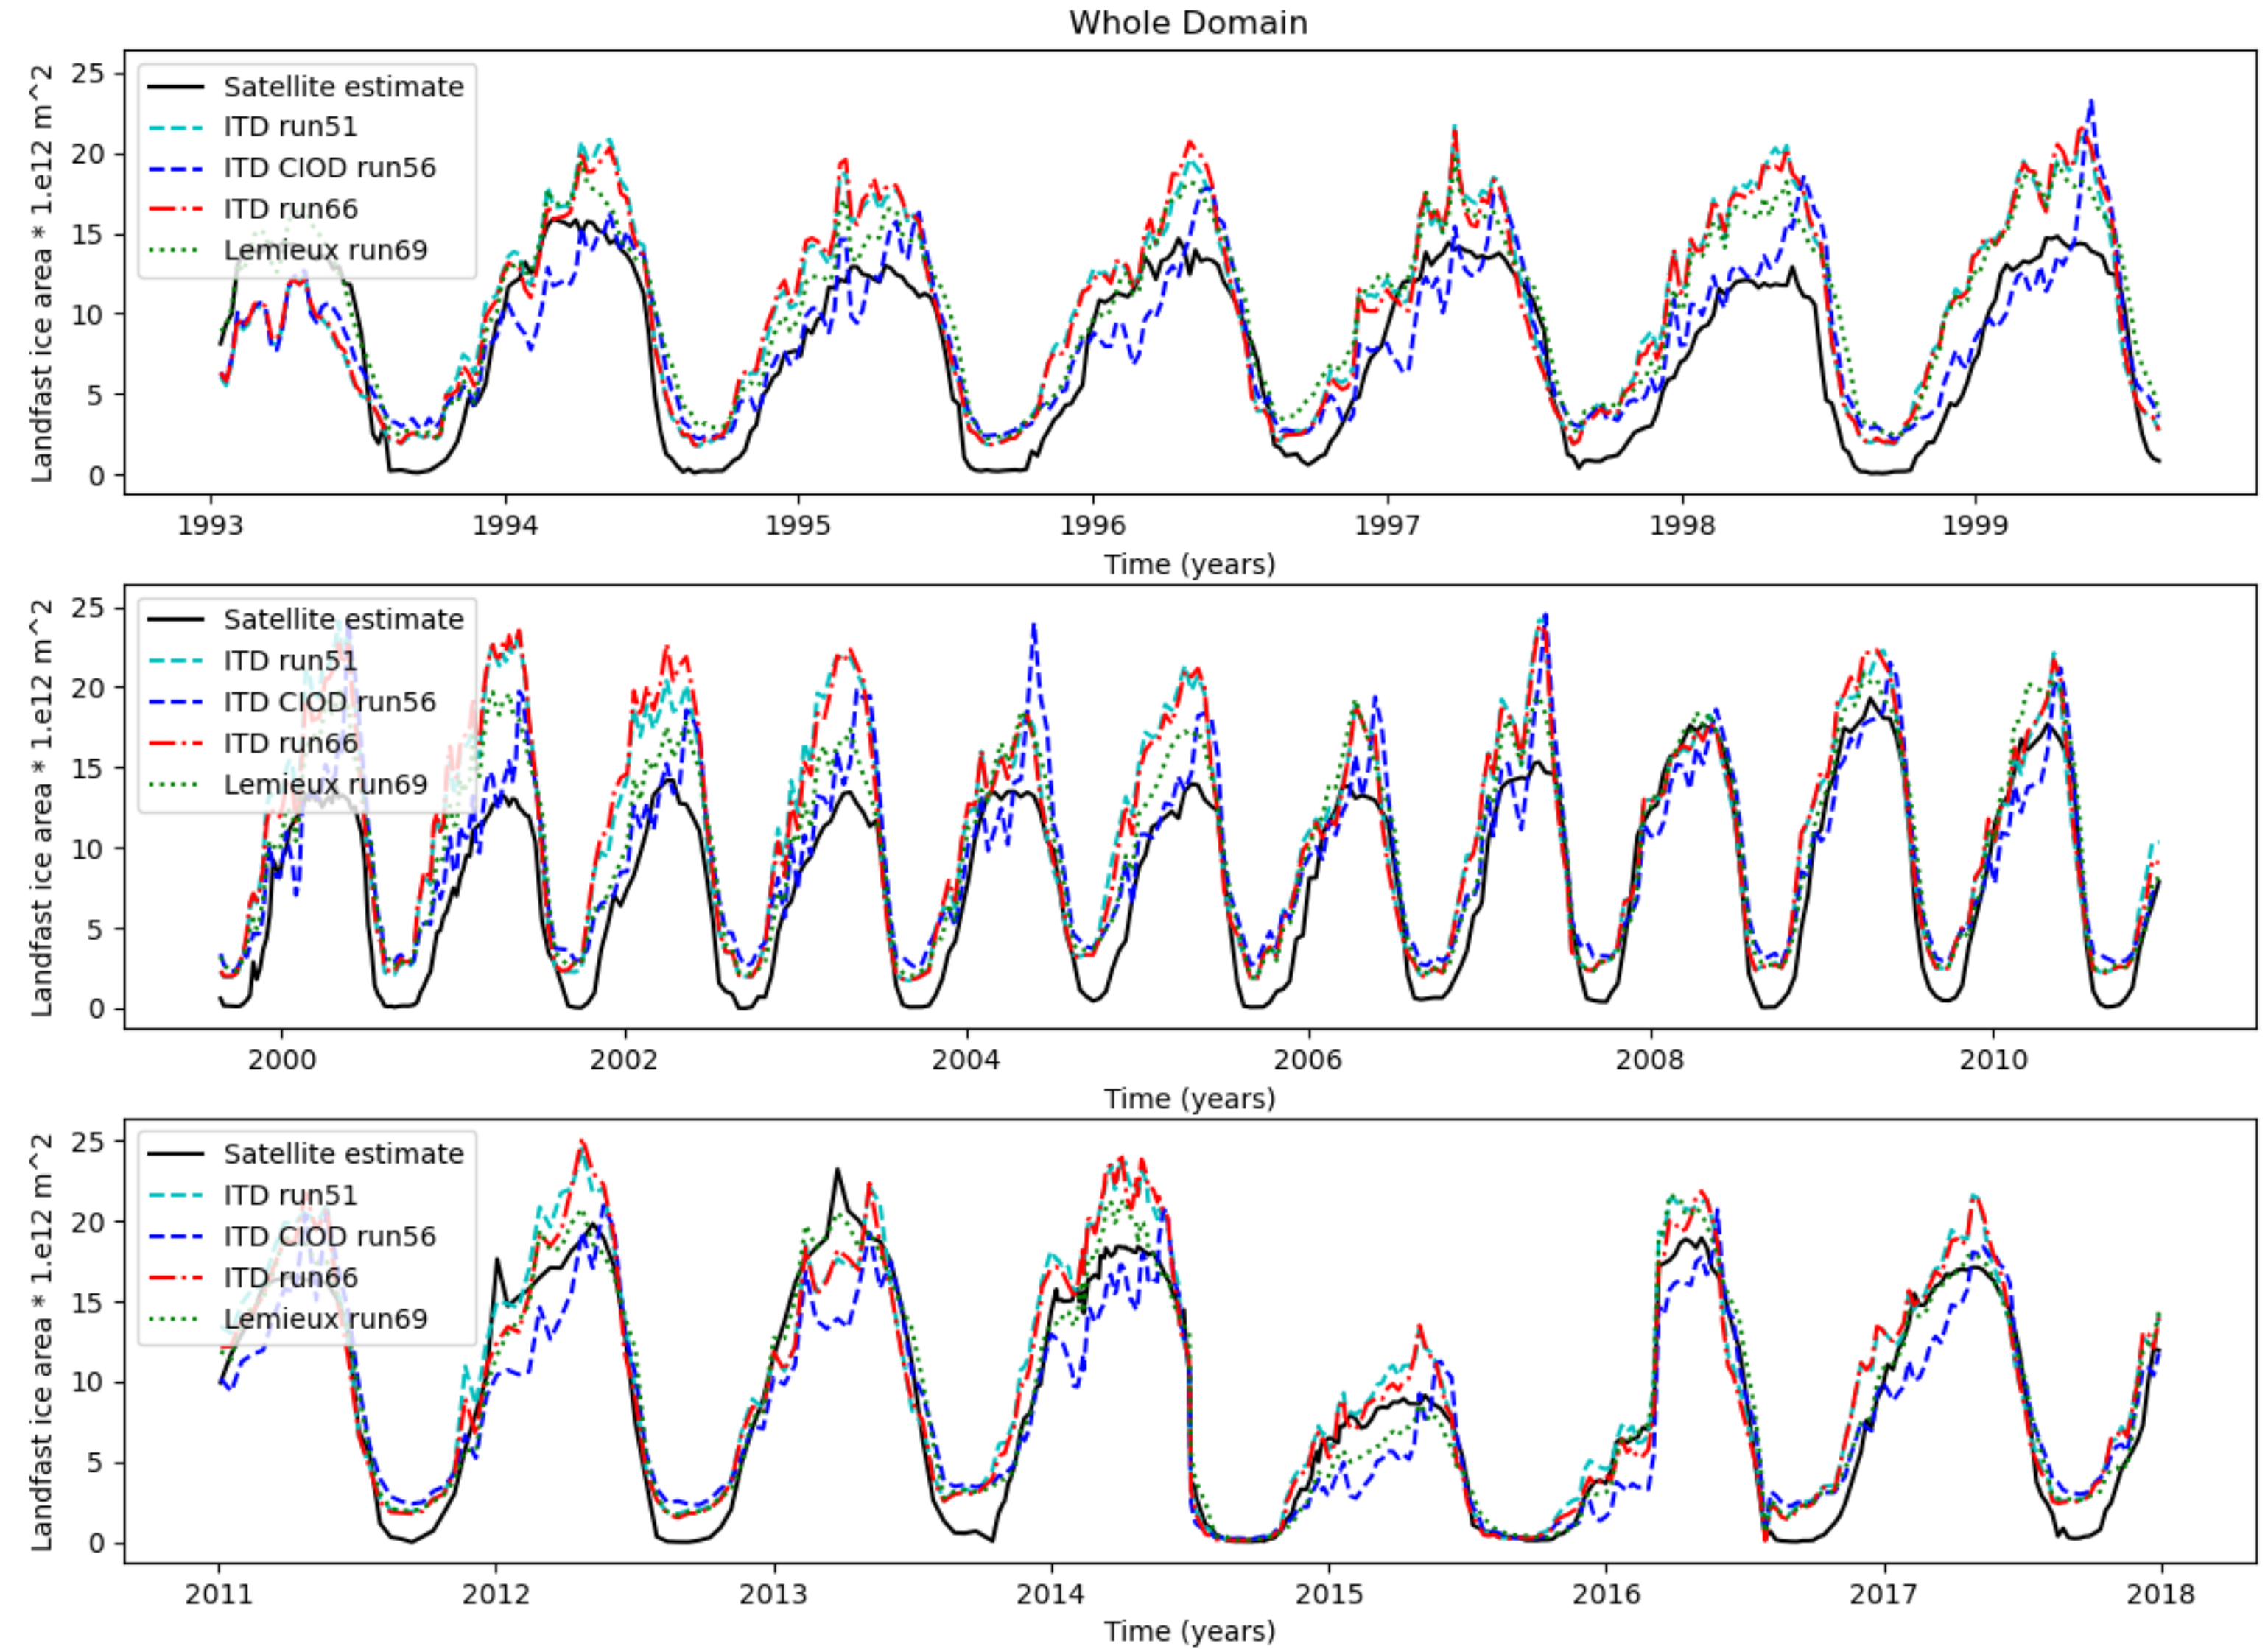 Whole Domain
Landfast ice area * 1.e12 m^2
25
20
15
10
5
0
Satellite estimate
ITD run51
ITD CIOD run56
ITD run66
Lemieux run69
1993 1994 1995 1996 1997 1998 1999
Time (years)
Landfast ice area * 1.e12 m^2
25
20
15
10
5
0
Satellite estimate
ITD run51
ITD CIOD run56
ITD run66
Lemieux run69
2000 2002 2004 2006 2008 2010
Time (years)
Landfast ice area * 1.e12 m^2
25
20
15
10
5
0
Satellite estimate
ITD run51
ITD CIOD run56
ITD run66
Lemieux run69
2011 2012 2013 2014 2015 2016 2017 2018
Time (years)